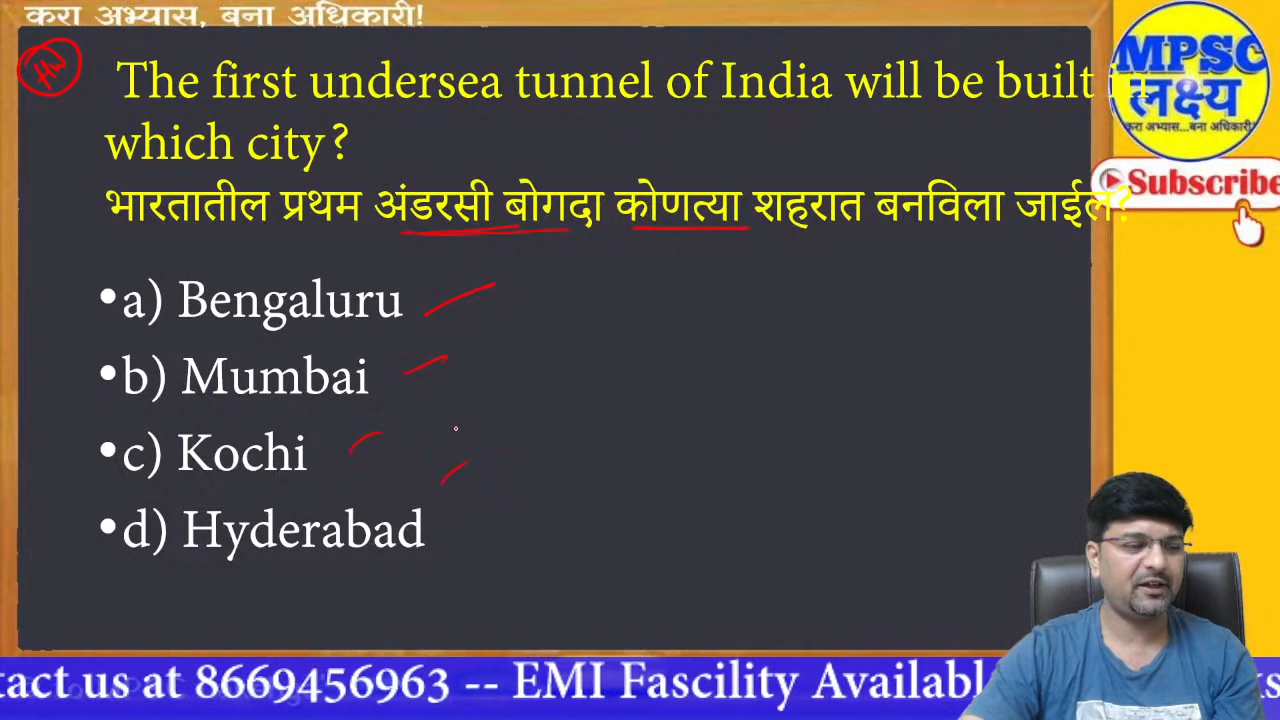 करा अभ्यास, बना अधिकारी!
HW
The first undersea tunnel of India will be built in
which city?
भारतातील प्रथम अंडरसी बोगदा कोणत्या शहरात बनविला जाईल?
•a) Bengaluru
•b) Mumbai
•c) Kochi
•d) Hyderabad
MPSC
लक्ष्य
करा अभ्यास...बना अधिकारी!
Subscribe
tact us at 8669456963 -- EMI Fascility Availabl